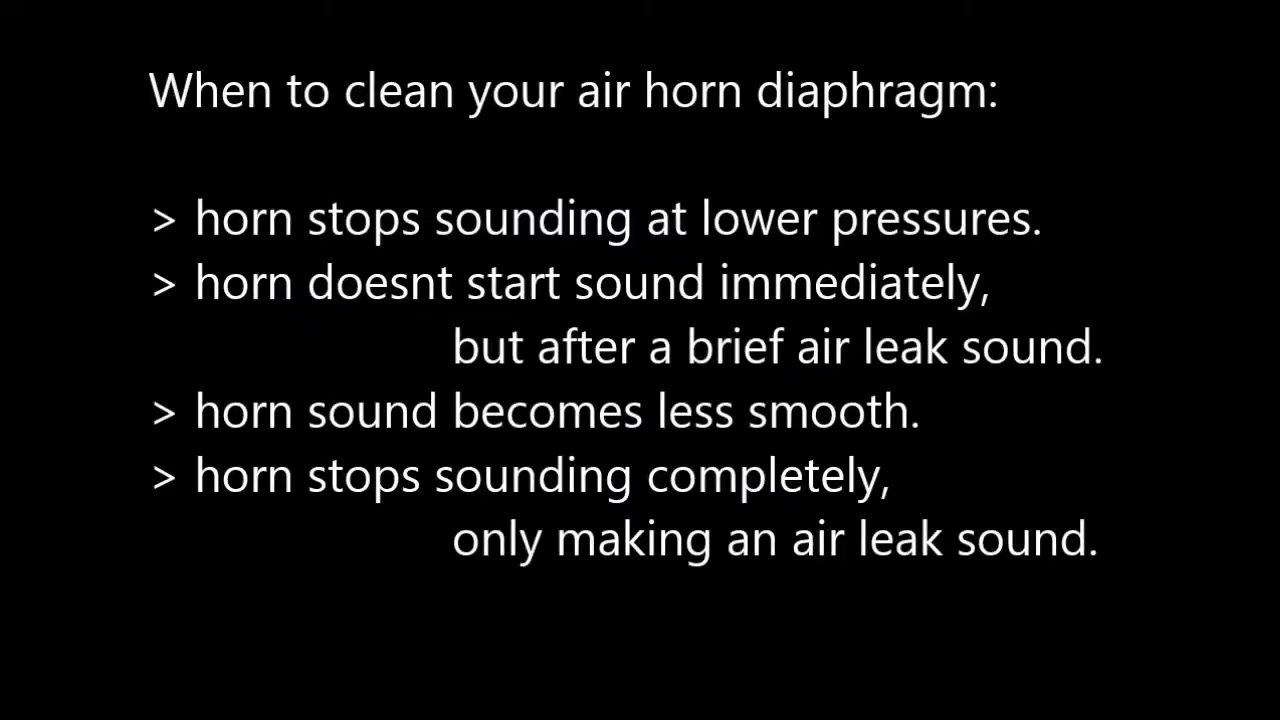 When to clean your air horn diaphragm:
> horn stops sounding at lower pressures.
> horn doesnt start sound immediately,
but after a brief air leak sound.
> horn sound becomes less smooth.
> horn stops sounding completely,
only making an air leak sound.